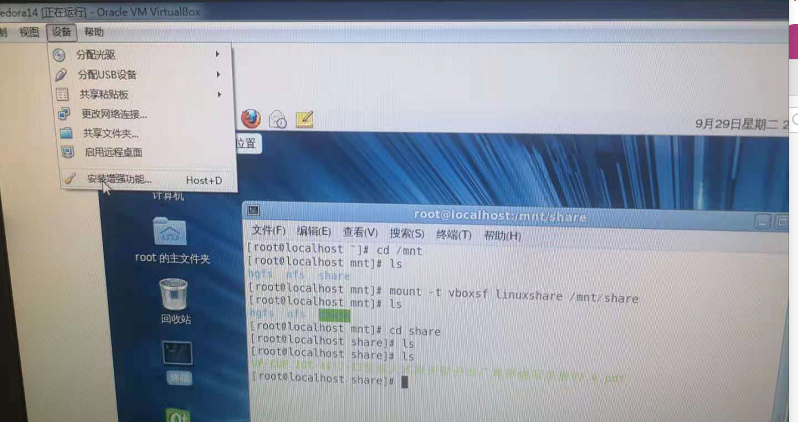 edora14 [正在运行] - Oracle VM VirtualBox
制 视图 设备 帮助
分配光驱
分配USB设备
共享粘贴板
更改网络连接...
共享文件夹...
启用远程桌面
安装增强功能... Host+D
9月29日星期二 2
位置
计算机
root 的主文件夹
回收站
终端
Qt
root@localhost:/mnt/share
文件(F) 编辑(E) 查看(V) 搜索(S) 终端(T) 帮助(H)
[root@localhost ~]# cd /mnt
[root@localhost mnt]# ls
hgfs nfs share
[root@localhost mnt]# mount -t vboxsf linuxshare /mnt/share
[root@localhost mnt]# ls
hgfs nfs share
[root@localhost mnt]# cd share
[root@localhost share]# ls
[root@localhost share]# ls
[root@localhost share]#